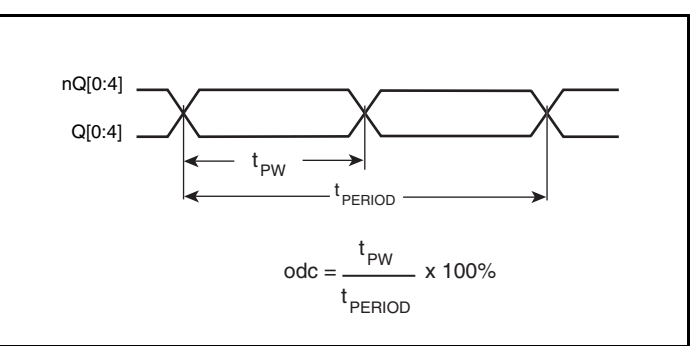 nQ[0:4]
Q[0:4]
tPW
tPERIOD
odc = tPW / tPERIOD x 100%